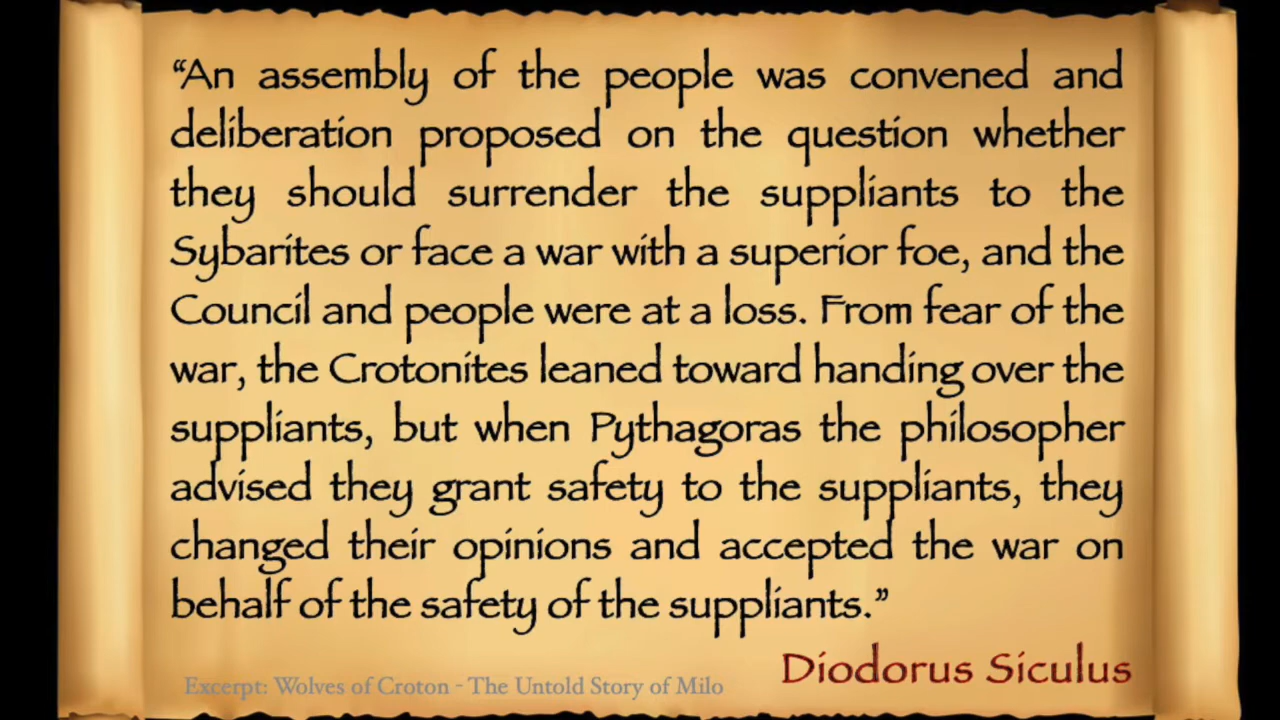 “An assembly of the people was convened and
deliberation proposed on the question whether
they should surrender the suppliants to the
Sybarites or face a war with a superior foe, and the
Council and people were at a loss. From fear of the
war, the Crotonites leaned toward handing over the
suppliants, but when Pythagoras the philosopher
advised they grant safety to the suppliants, they
changed their opinions and accepted the war on
behalf of the safety of the suppliants.”
Diodorus Siculus
Excerpt: Wolves of Croton - The Untold Story of Milo